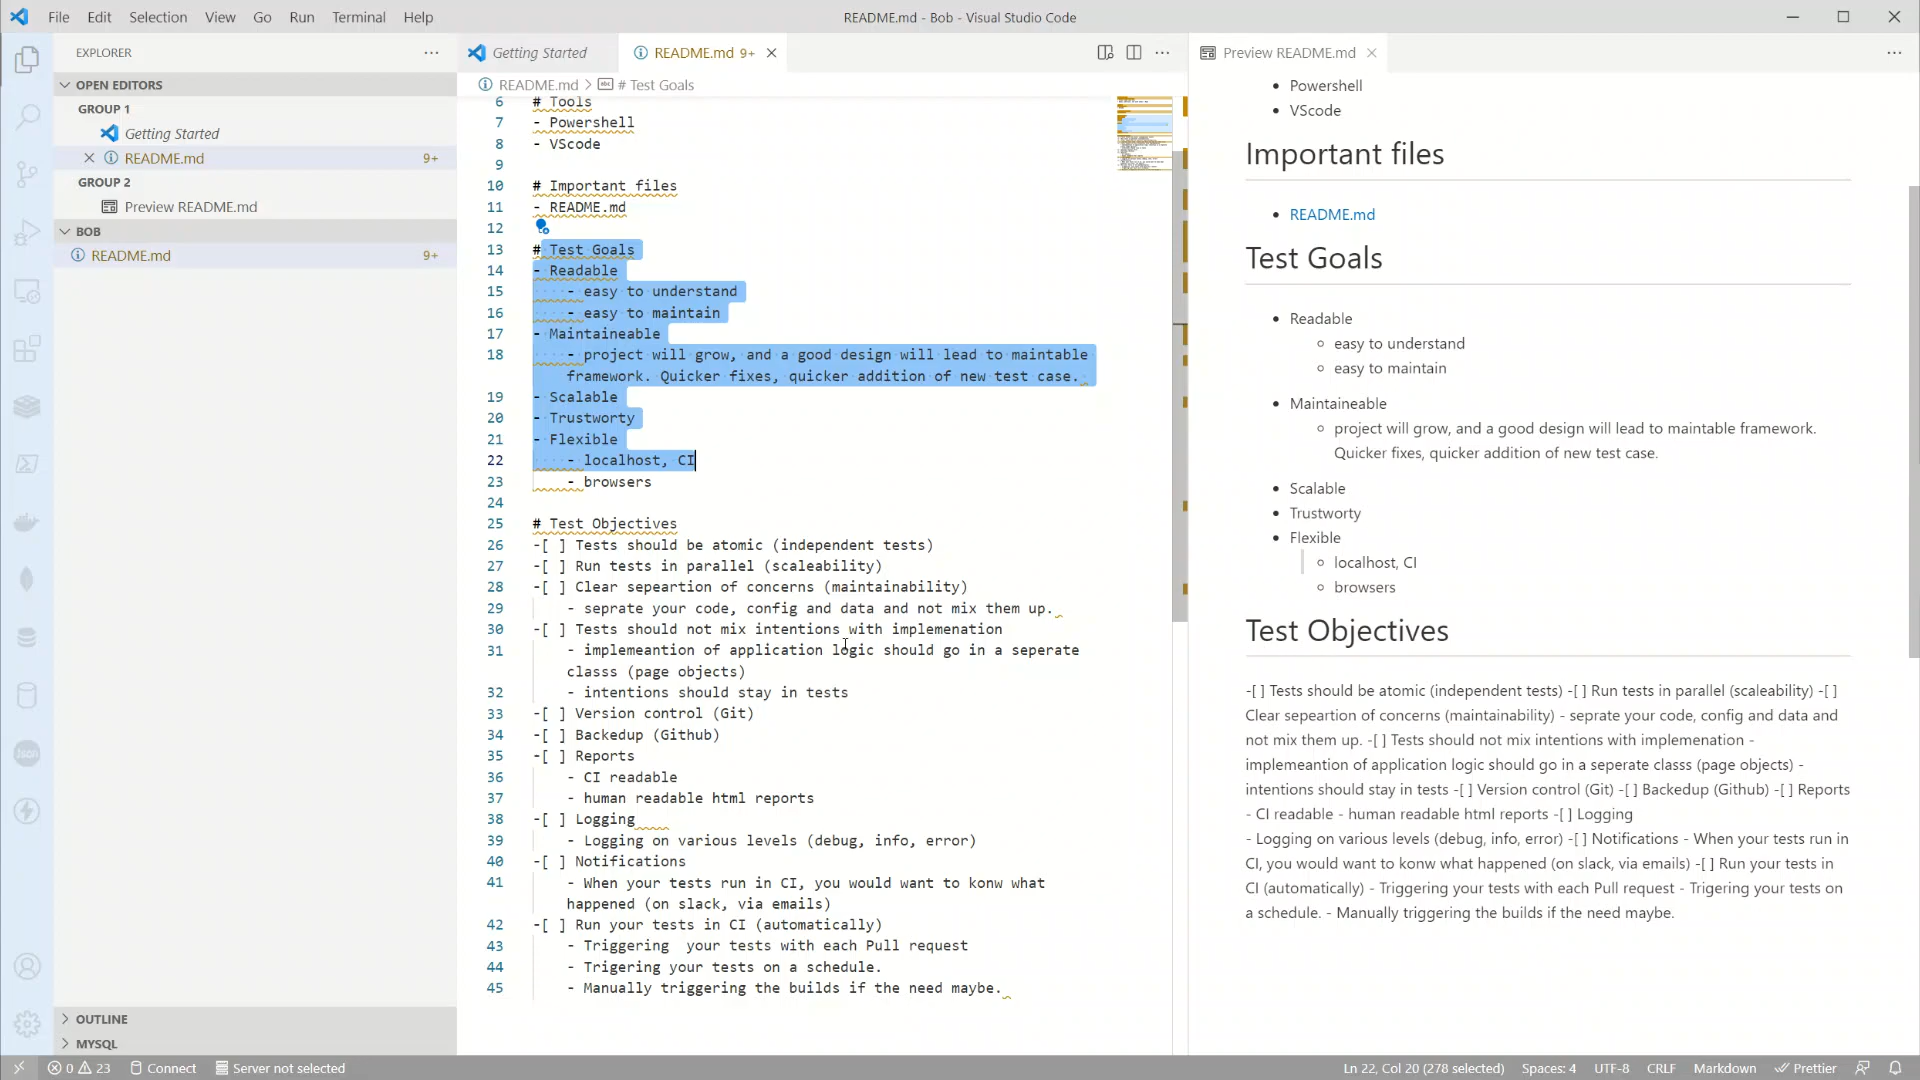 File Edit Selection View Go Run Terminal Help
README.md - Bob - Visual Studio Code
EXPLORER
OPEN EDITORS
GROUP 1
Getting Started
README.md 9+
GROUP 2
Preview README.md
BOB
README.md 9+
OUTLINE
MYSQL
Json
Getting Started
README.md 9+
README.md > # Test Goals
6 # Tools
7 - Powershell
8 - VScode
9
10 # Important files
11 - README.md
12
13 # Test Goals
14 - Readable
15 - easy to understand
16 - easy to maintain
17 - Maintaineable
18 - project will grow, and a good design will lead to maintable
framework. Quicker fixes, quicker addition of new test case.
19 - Scalable
20 - Trustworty
21 - Flexible
22 - localhost, CI
23 - browsers
24
25 # Test Objectives
26 -[ ] Tests should be atomic (independent tests)
27 -[ ] Run tests in parallel (scaleability)
28 -[ ] Clear sepeartion of concerns (maintainability)
29 - seprate your code, config and data and not mix them up.
30 -[ ] Tests should not mix intentions with implemenation
31 - implemeantion of application logic should go in a seperate
classs (page objects)
32 - intentions should stay in tests
33 -[ ] Version control (Git)
34 -[ ] Backedup (Github)
35 -[ ] Reports
36 - CI readable
37 - human readable html reports
38 -[ ] Logging
39 - Logging on various levels (debug, info, error)
40 -[ ] Notifications
41 - When your tests run in CI, you would want to konw what
happened (on slack, via emails)
42 -[ ] Run your tests in CI (automatically)
43 - Triggering  your tests with each Pull request
44 - Trigering your tests on a schedule.
45 - Manually triggering the builds if the need maybe.
Preview README.md
• Powershell
• VScode
Important files
• README.md
Test Goals
• Readable
easy to understand
easy to maintain
• Maintaineable
project will grow, and a good design will lead to maintable framework.
Quicker fixes, quicker addition of new test case.
• Scalable
• Trustworty
• Flexible
localhost, CI
browsers
Test Objectives
-[ ] Tests should be atomic (independent tests) -[ ] Run tests in parallel (scaleability) -[ ]
Clear sepeartion of concerns (maintainability) - seprate your code, config and data and
not mix them up. -[ ] Tests should not mix intentions with implemenation -
implemeantion of application logic should go in a seperate classs (page objects) -
intentions should stay in tests -[ ] Version control (Git) -[ ] Backedup (Github) -[ ] Reports
- CI readable - human readable html reports -[ ] Logging
- Logging on various levels (debug, info, error) -[ ] Notifications - When your tests run in
CI, you would want to konw what happened (on slack, via emails) -[ ] Run your tests in
CI (automatically) - Triggering your tests with each Pull request - Trigering your tests on
a schedule. - Manually triggering the builds if the need maybe.
0 23 Connect Server not selected
Ln 22, Col 20 (278 selected) Spaces: 4 UTF-8 CRLF Markdown Prettier